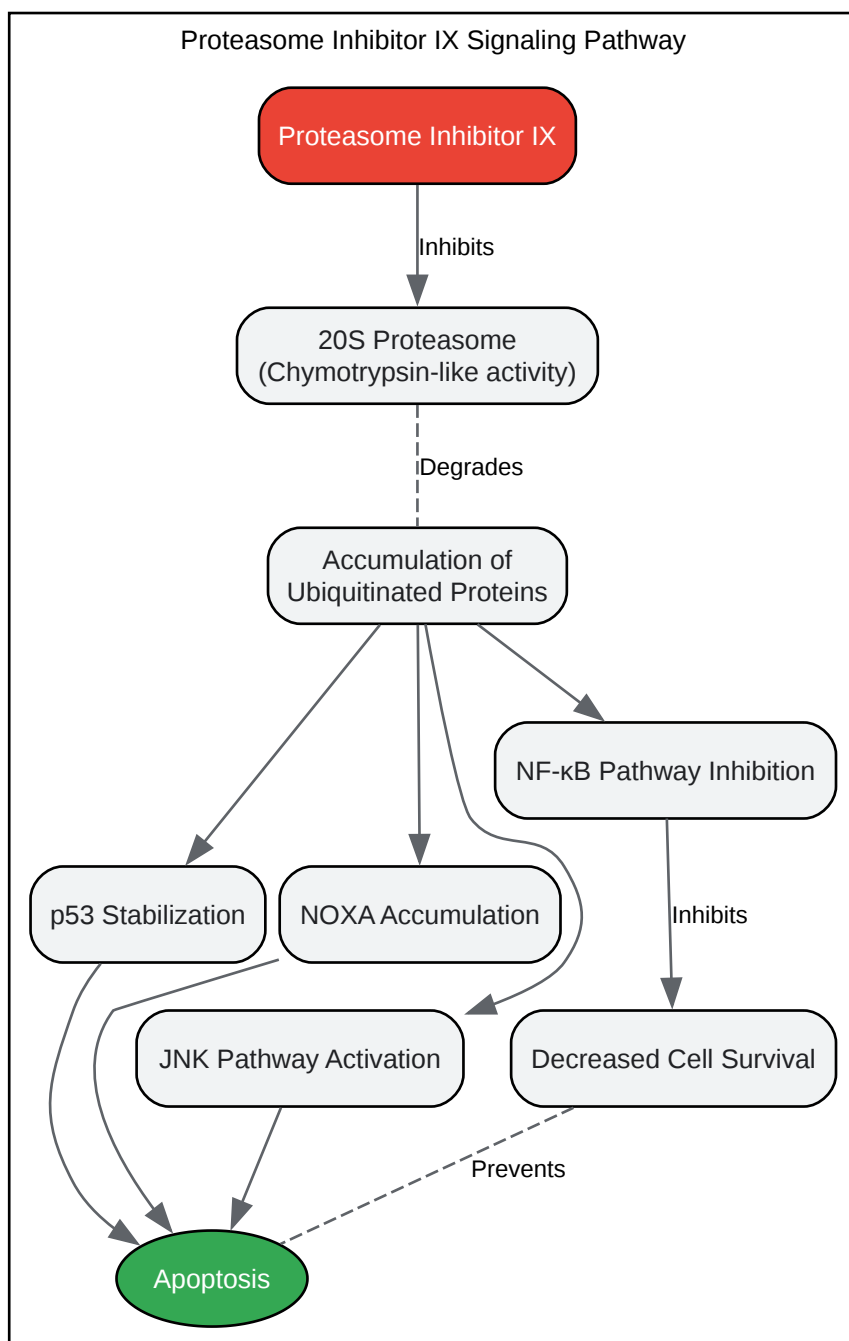 Proteasome Inhibitor IX Signaling Pathway
Proteasome Inhibitor IX
Inhibits
20S Proteasome
(Chymotrypsin-like activity)
Degrades
Accumulation of
Ubiquitinated Proteins
NF-κB Pathway Inhibition
p53 Stabilization
NOXA Accumulation
Inhibits
JNK Pathway Activation
Decreased Cell Survival
Prevents
Apoptosis